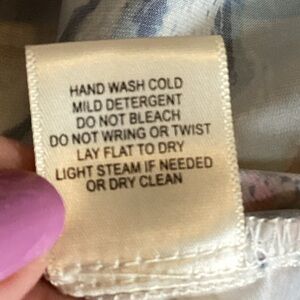 HAND WASH COLD
MILD DETERGENT
DO NOT BLEACH
DO NOT WRING OR TWIST
LAY FLAT TO DRY
LIGHT STEAM IF NEEDED
OR DRY CLEAN